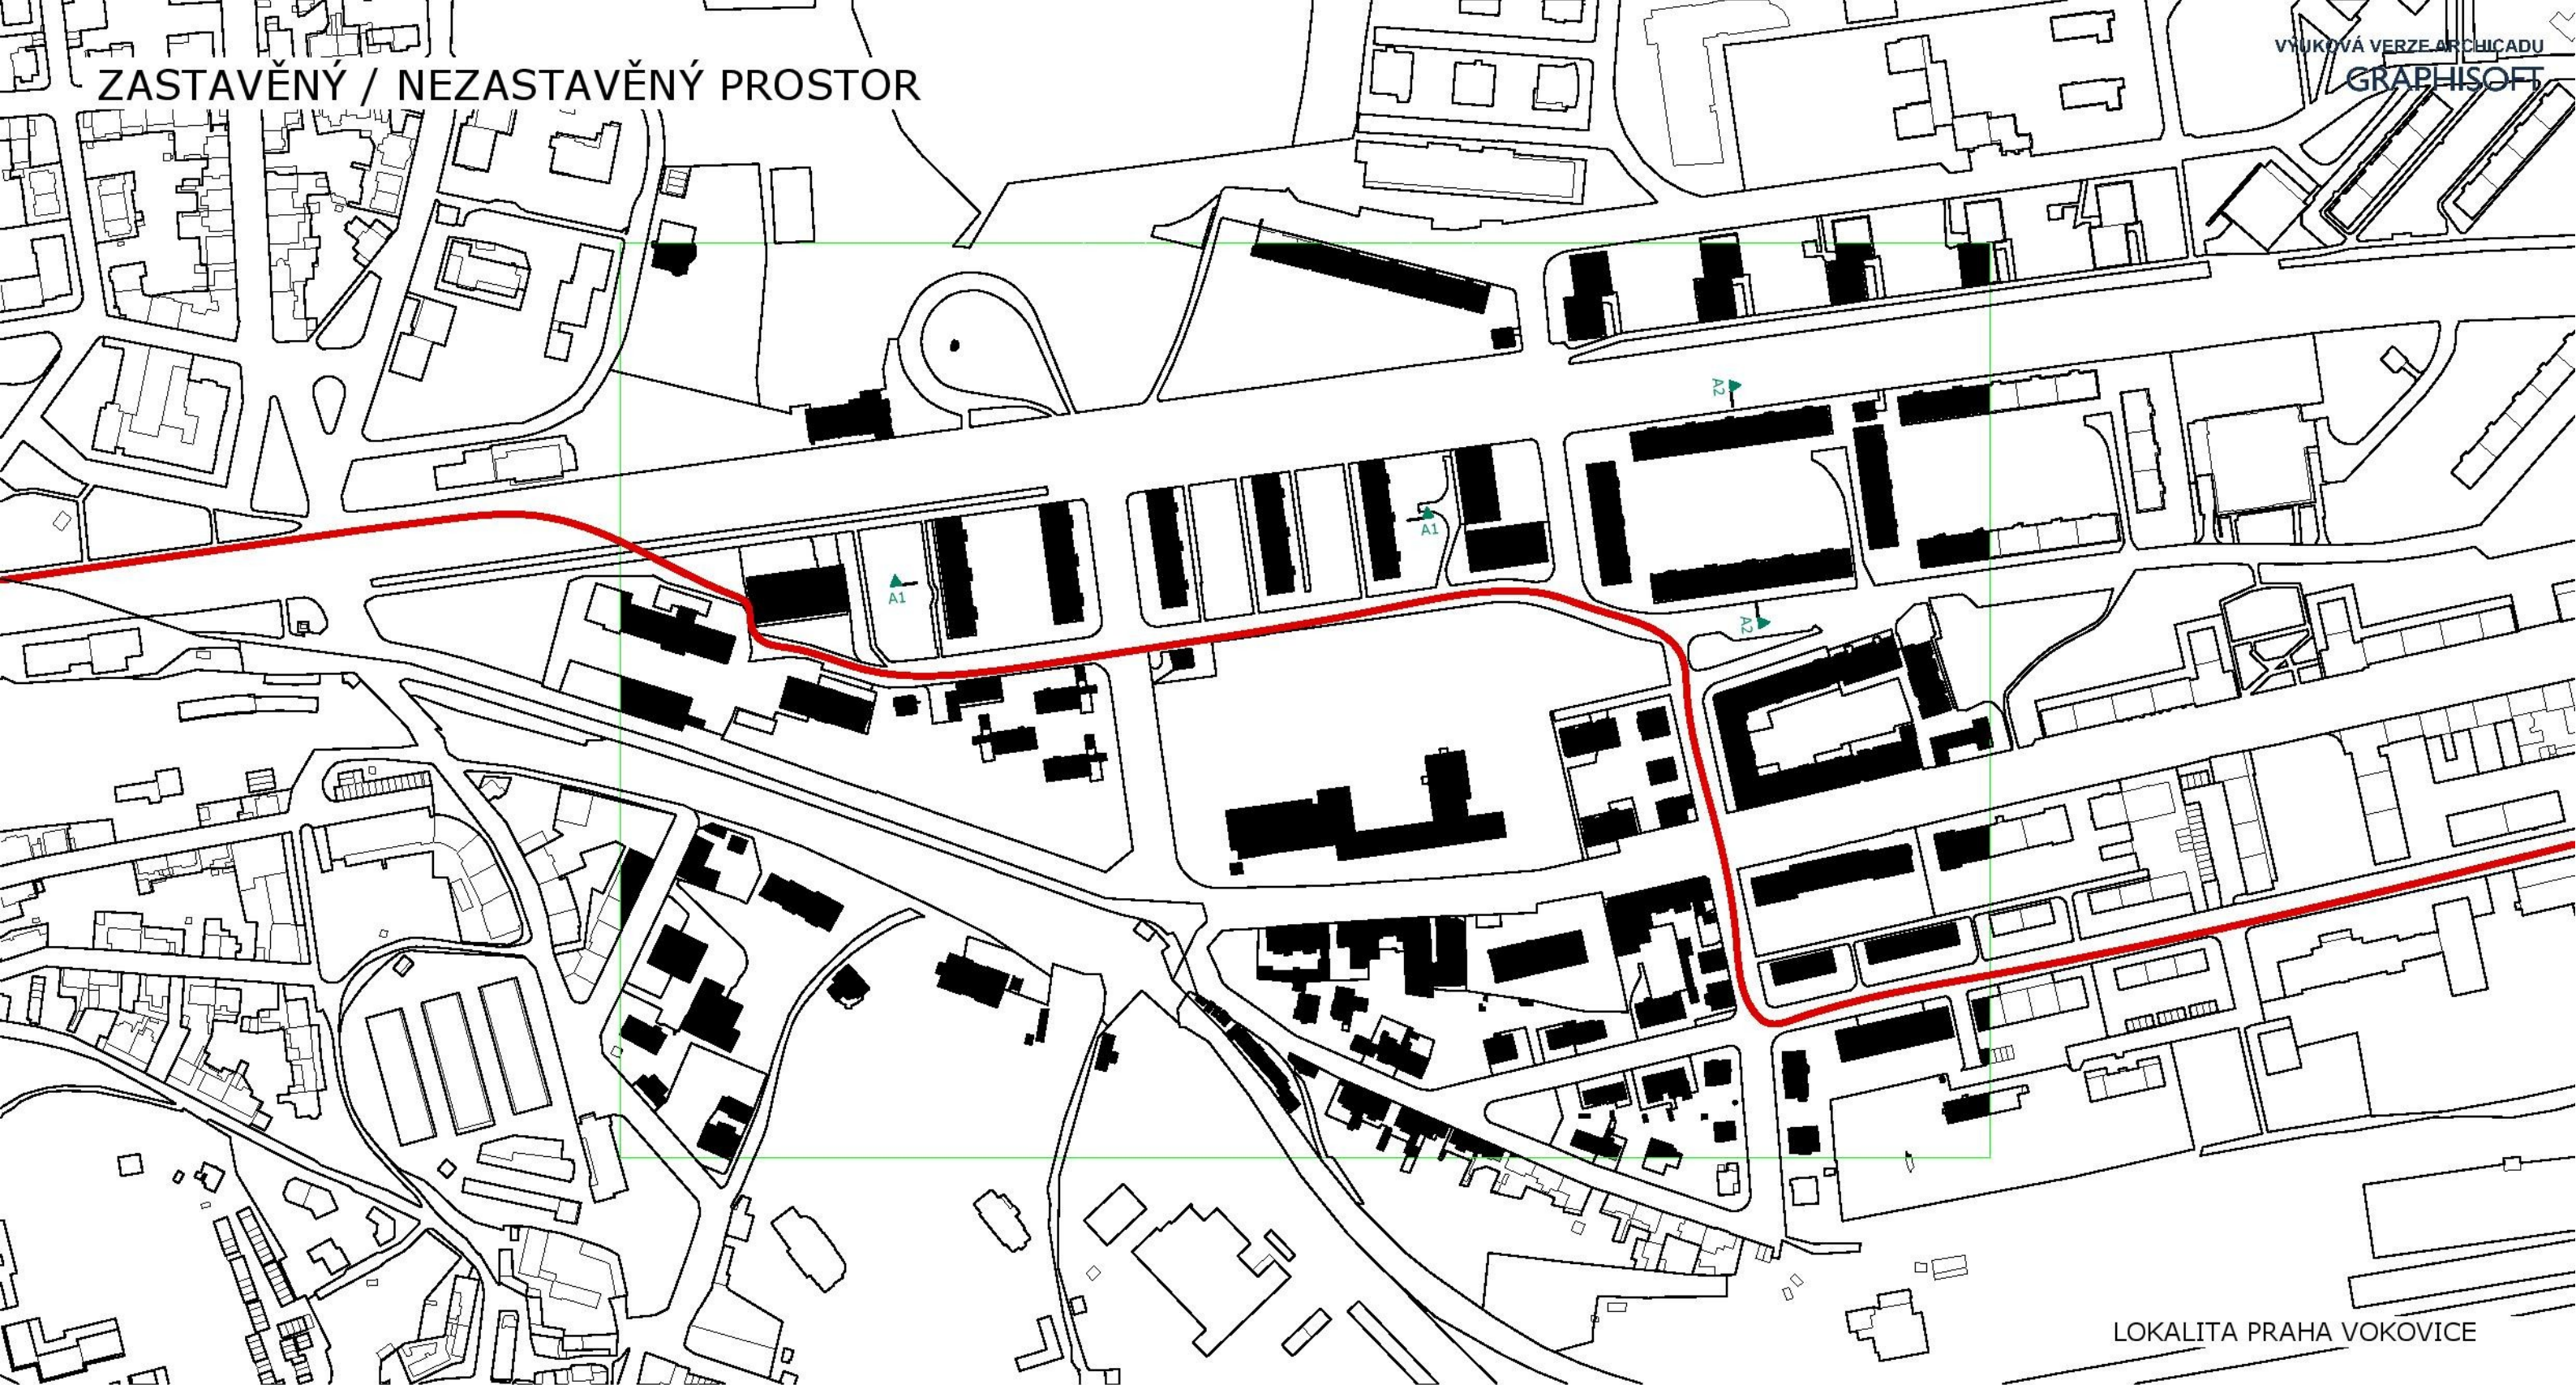 VÝUKOVÁ VERZE ARCHICADU
GRAPHISOFT
ZASTAVĚNÝ / NEZASTAVĚNÝ PROSTOR
A2
A1
A1
A2
LOKALITA PRAHA VOKOVICE